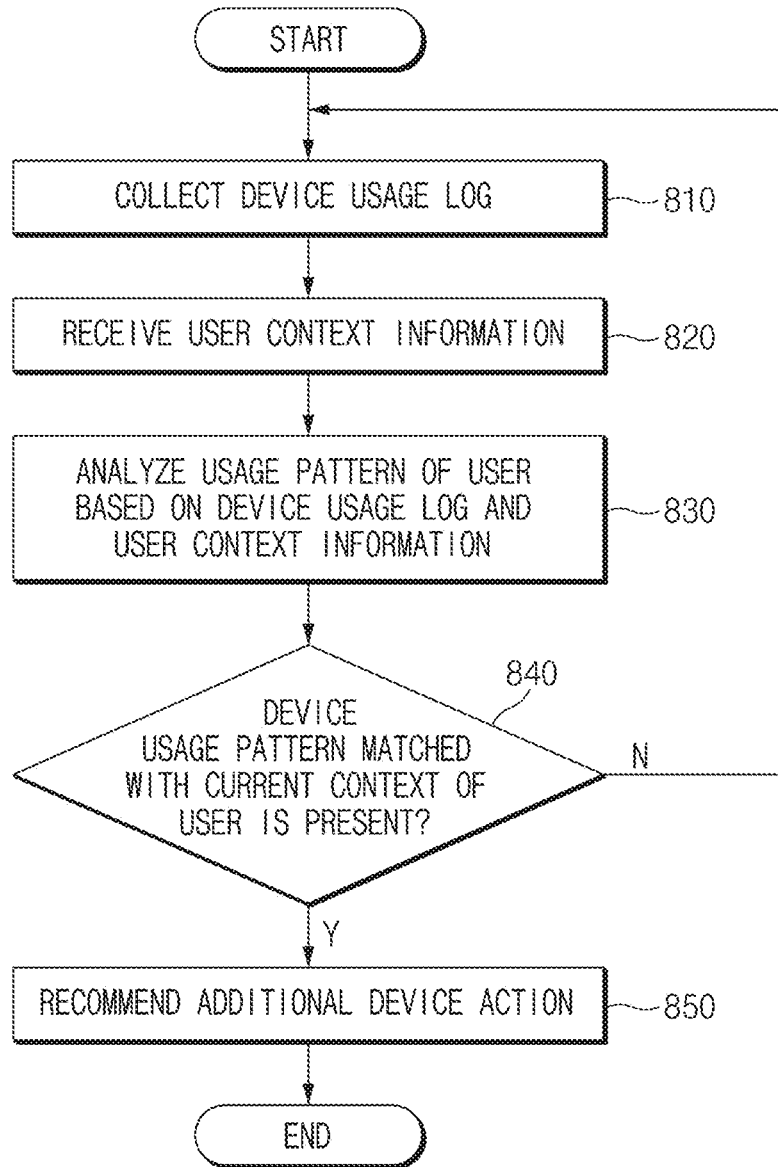 START
COLLECT DEVICE USAGE LOG
810
RECEIVE USER CONTEXT INFORMATION
820
ANALYZE USAGE PATTERN OF USER
BASED ON DEVICE USAGE LOG AND
USER CONTEXT INFORMATION
830
840
DEVICE
USAGE PATTERN MATCHED
WITH CURRENT CONTEXT OF
USER IS PRESENT?
N
Y
RECOMMEND ADDITIONAL DEVICE ACTION
850
END